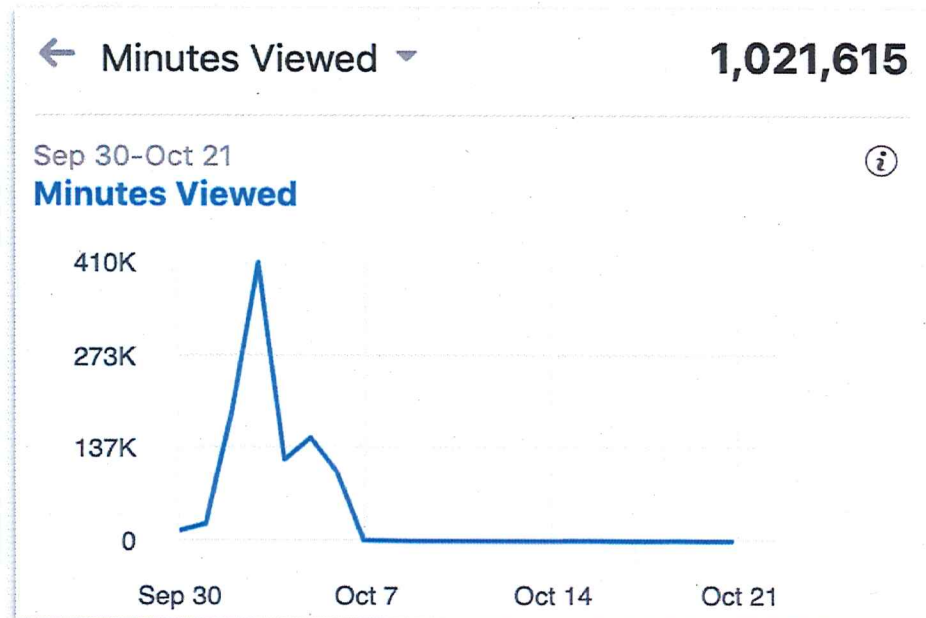 Minutes Viewed 1,021,615
Sep 30-Oct 21
Minutes Viewed
410K
273K
137K
0
Sep 30 Oct 7 Oct 14 Oct 21